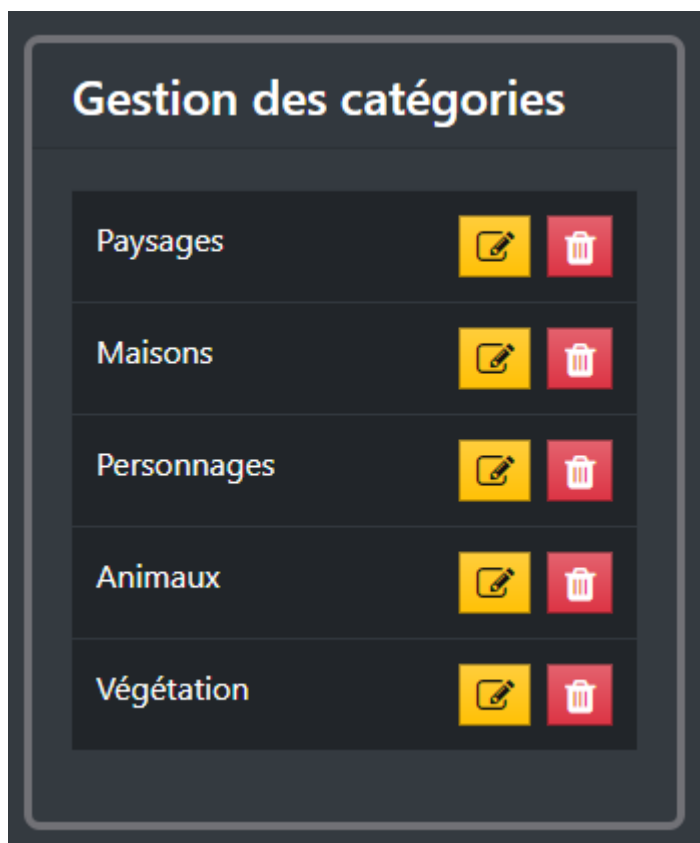 Gestion des catégories
Paysages
Maisons
Personnages
Animaux
Végétation